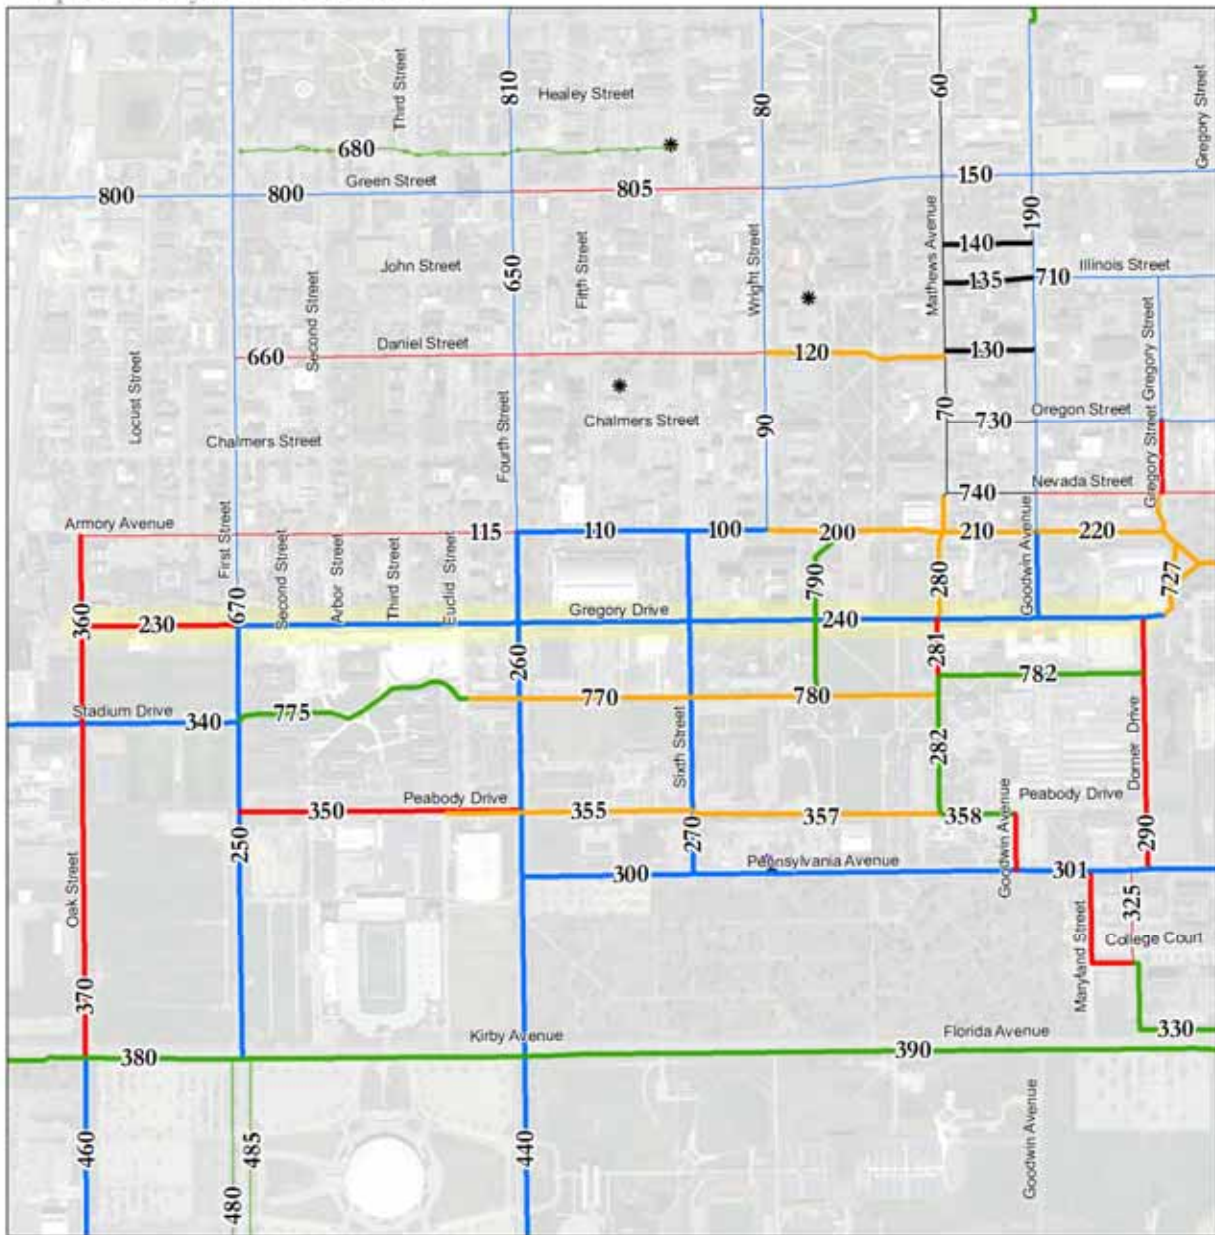 Third Street
810
Healey Street
80
60
Gregory Street
680
Green Street
800
800
805
150
190
Mathews Avenue
140
John Street
650
Fifth Street
Wright Street
135
710
Illinois Street
Second Street
Locust Street
660
Daniel Street
120
130
Gregory Street
Chalmers Street
Fourth Street
Chalmers Street
90
70
730
Oregon Street
Gregory Street
740
Nevada Street
Armory Avenue
First Street
115
110
100
200
210
220
Second Street
Arbor Street
Third Street
Euclid Street
790
280
Goodwin Avenue
727
360
230
670
Gregory Drive
240
260
281
782
770
780
775
Stadium Drive
340
Sixth Street
282
Dorner Drive
350
Peabody Drive
355
357
358
Peabody Drive
250
270
Goodwin Avenue
290
300
Pennsylvania Avenue
301
Oak Street
325
Maryland Street
College Court
370
Kirby Avenue
Florida Avenue
330
380
390
460
480
485
440
Goodwin Avenue